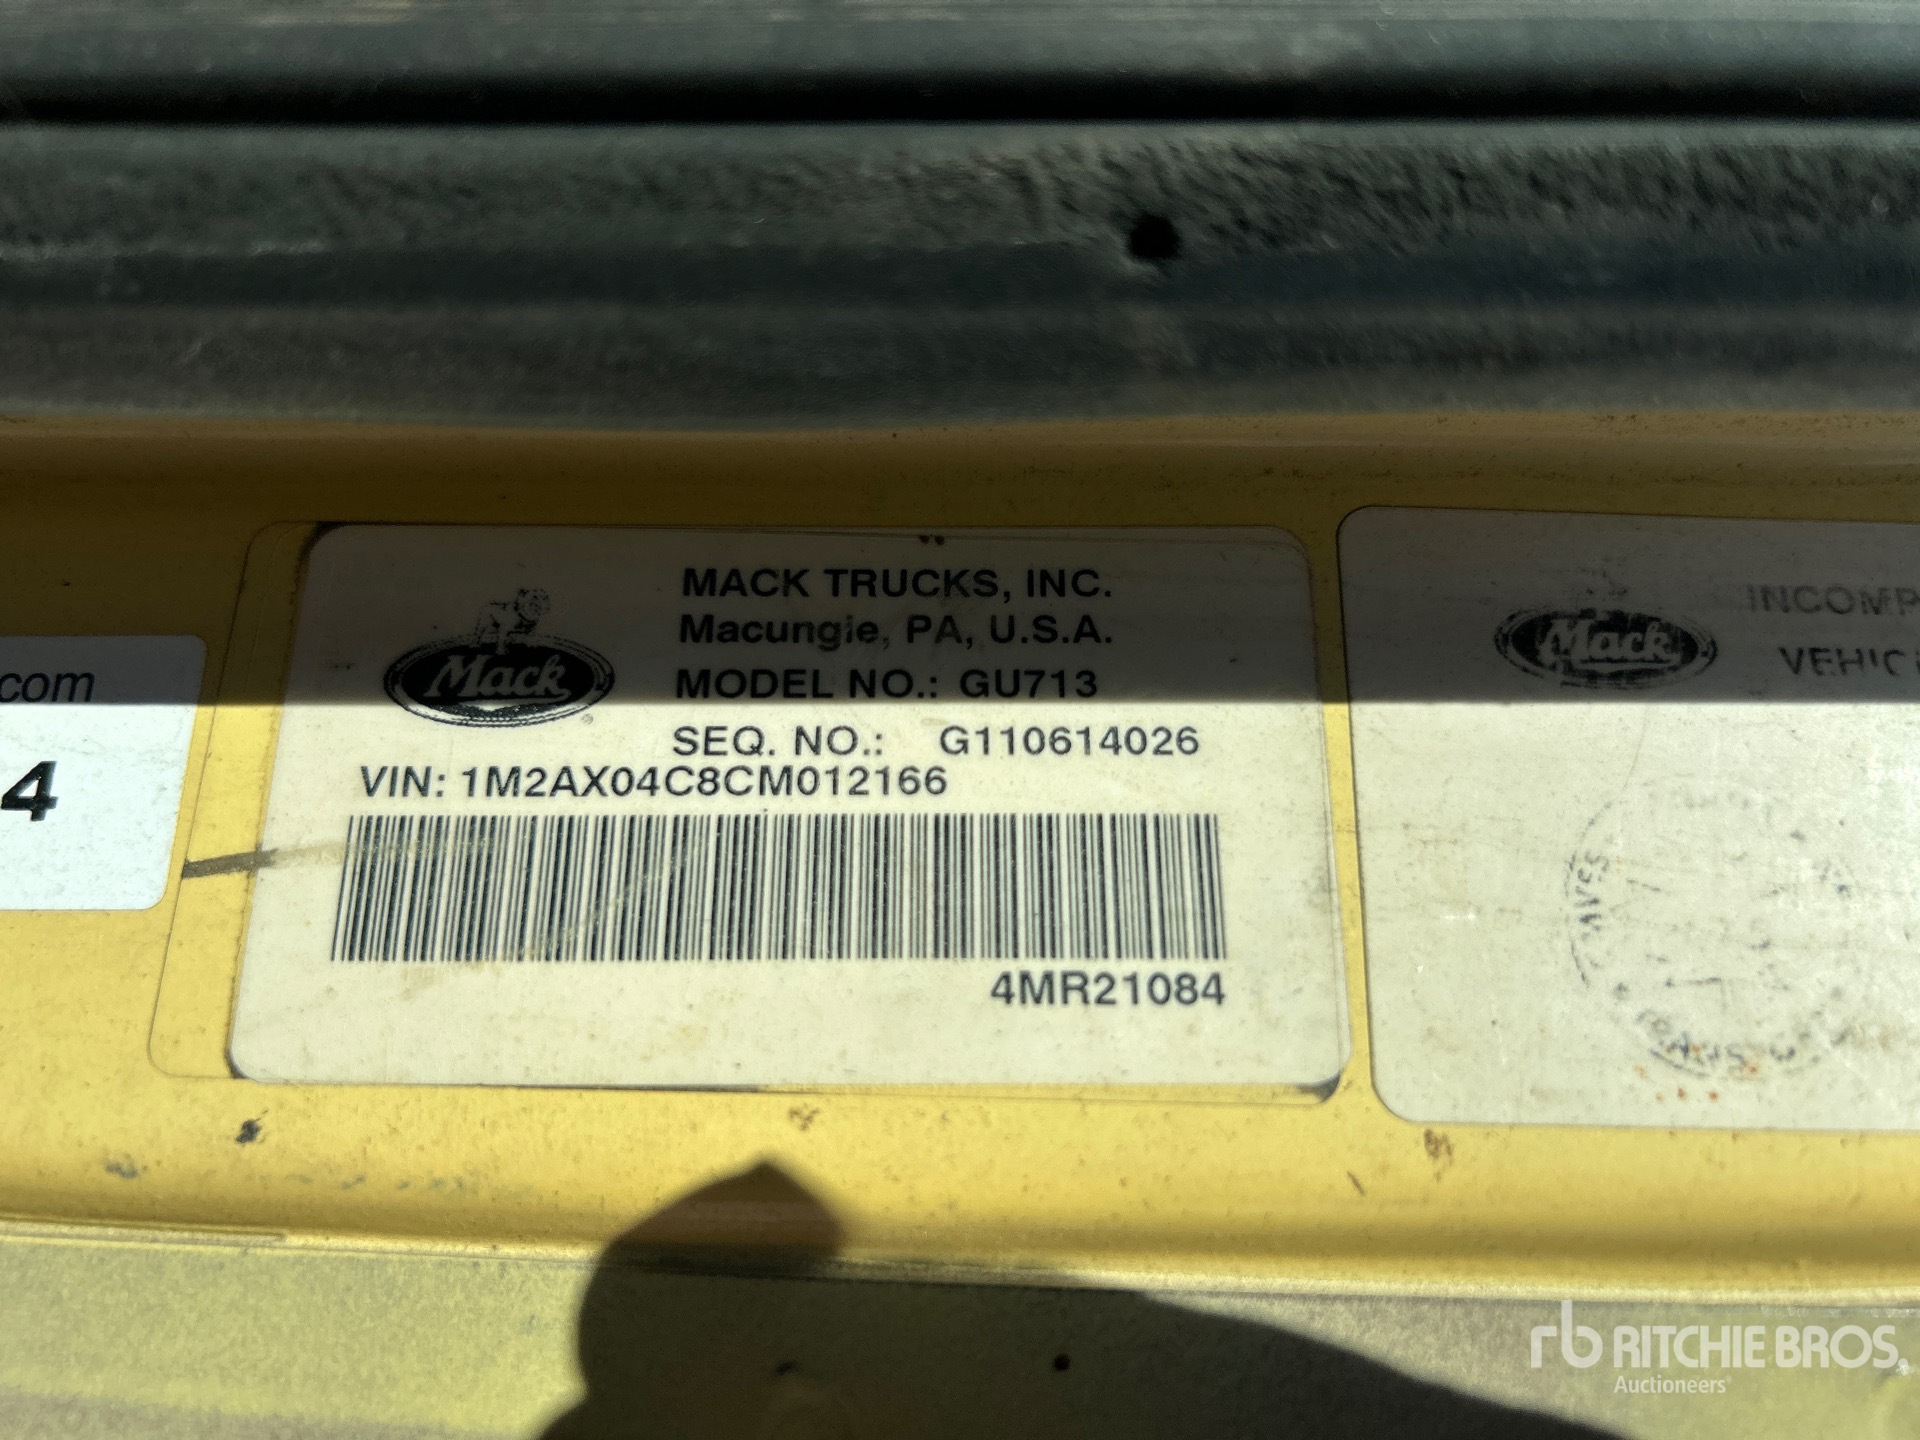 com
4
Mack
MACK TRUCKS, INC.
Macungie, PA, U.S.A.
MODEL NO.: GU713
SEQ. NO.: G110614026
VIN: 1M2AX04C8CM012166
4MR21084
Mack
INCOMP
VEHIC
rb RITCHIE BROS.
Auctioneers